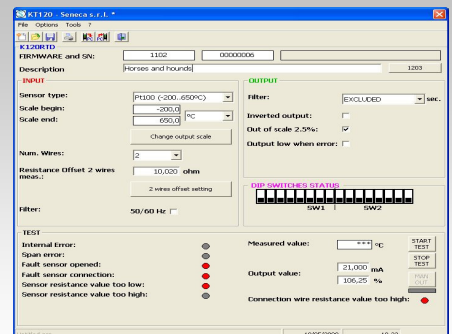 KT120 - Seneca s.r.l. *
File Options Tools ?
K120RTD
FIRMWARE and SN: 1102 00000006
Description Horses and hounds 1203
INPUT
Sensor type: Pt100 (-200..650ºC)
Scale begin: -200,0
Scale end: 650,0 ºC
Change output scale
Num. Wires: 2
Resistance Offset 2 wires meas.: 10,020 ohm
2 wires offset setting
Filter: 50/60 Hz
OUTPUT
Filter: EXCLUDED sec.
Inverted output:
Out of scale 2.5%:
Output low when error:
DIP SWITCHES STATUS
SW1 SW2
TEST
Internal Error:
Span error:
Fault sensor opened:
Fault sensor connection:
Sensor resistance value too low:
Sensor resistance value too high:
Measured value: *** ºC
Output value: 21,000 mA
106,25 %
Connection wire resistance value too high:
START TEST
STOP TEST
MAN OUT